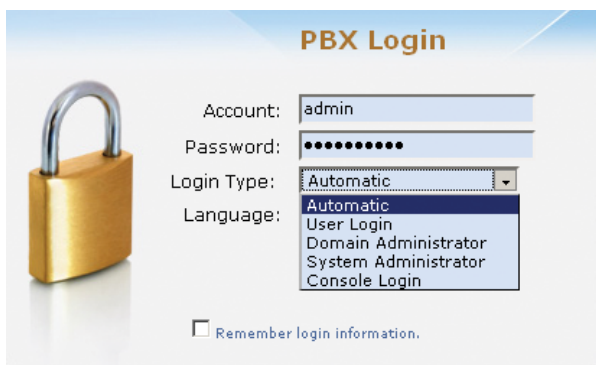 PBX Login
Account: admin
Password: ••••••••••
Login Type: Automatic
Language:
Automatic
User Login
Domain Administrator
System Administrator
Console Login
Remember login information.